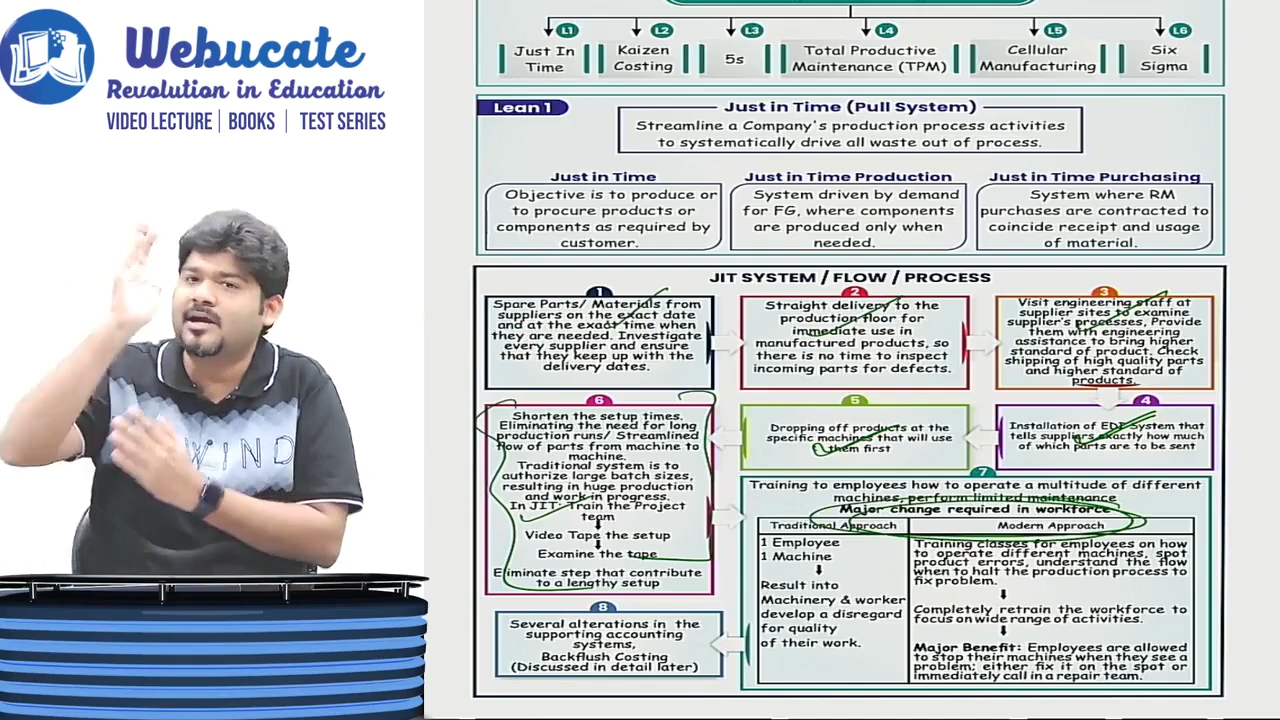 Webucate
Revolution in Education
VIDEO LECTURE | BOOKS | TEST SERIES
L1
L2
L3
L4
L5
L6
Just In
Time
Kaizen
Costing
5s
Total Productive
Maintenance (TPM)
Cellular
Manufacturing
Six
Sigma
Lean 1
Just in Time (Pull System)
Streamline a Company's production process activities
to systematically drive all waste out of process.
Just in Time
Objective is to produce or
to procure products or
components as required by
customer.
Just in Time Production
System driven by demand
for FG, where components
are produced only when
needed.
Just in Time Purchasing
System where RM
purchases are contracted to
coincide receipt and usage
of material.
JIT SYSTEM / FLOW / PROCESS
1
Spare Parts/ Materials from
suppliers on the exact date
and at the exact time when
they are needed. Investigate
every supplier and ensure
that they keep up with the
delivery dates.
2
Straight delivery to the
production floor for
immediate use in
manufactured products, so
there is no time to inspect
incoming parts for defects.
3
Visit engineering staff at
supplier sites to examine
supplier's processes, Provide
them with engineering
assistance to bring higher
standard of product. Check
shipping of high quality parts
and higher standard of
products.
4
Installation of EDI System that
tells suppliers exactly how much
of which parts are to be sent
5
Dropping off products at the
specific machines that will use
them first
6
Shorten the setup times.
Eliminating the need for long
production runs/ Streamlined
flow of parts from machine to
machine.
Traditional system is to
authorize large batch sizes,
resulting in huge production
and work in progress.
In JIT: Train the Project
team
Video Tape the setup
Examine the tape
Eliminate step that contribute
to a lengthy setup
7
Training to employees how to operate a multitude of different
machines, perform limited maintanance
Major change required in workforce
Traditional Approach
Modern Approach
1 Employee
1 Machine
Result into
Machinery & worker
develop a disregard
for quality
of their work.
Training classes for employees on how
to operate different machines, spot
product errors, understand the flow
when to halt the production process to
fix problem.
Completely retrain the workforce to
focus on wide range of activities.
Major Benefit: Employees are allowed
to stop their machines when they see a
problem; either fix it on the spot or
immediately call in a repair team.
8
Several alterations in the
supporting accounting
systems,
Backflush Costing
(Discussed in detail later)